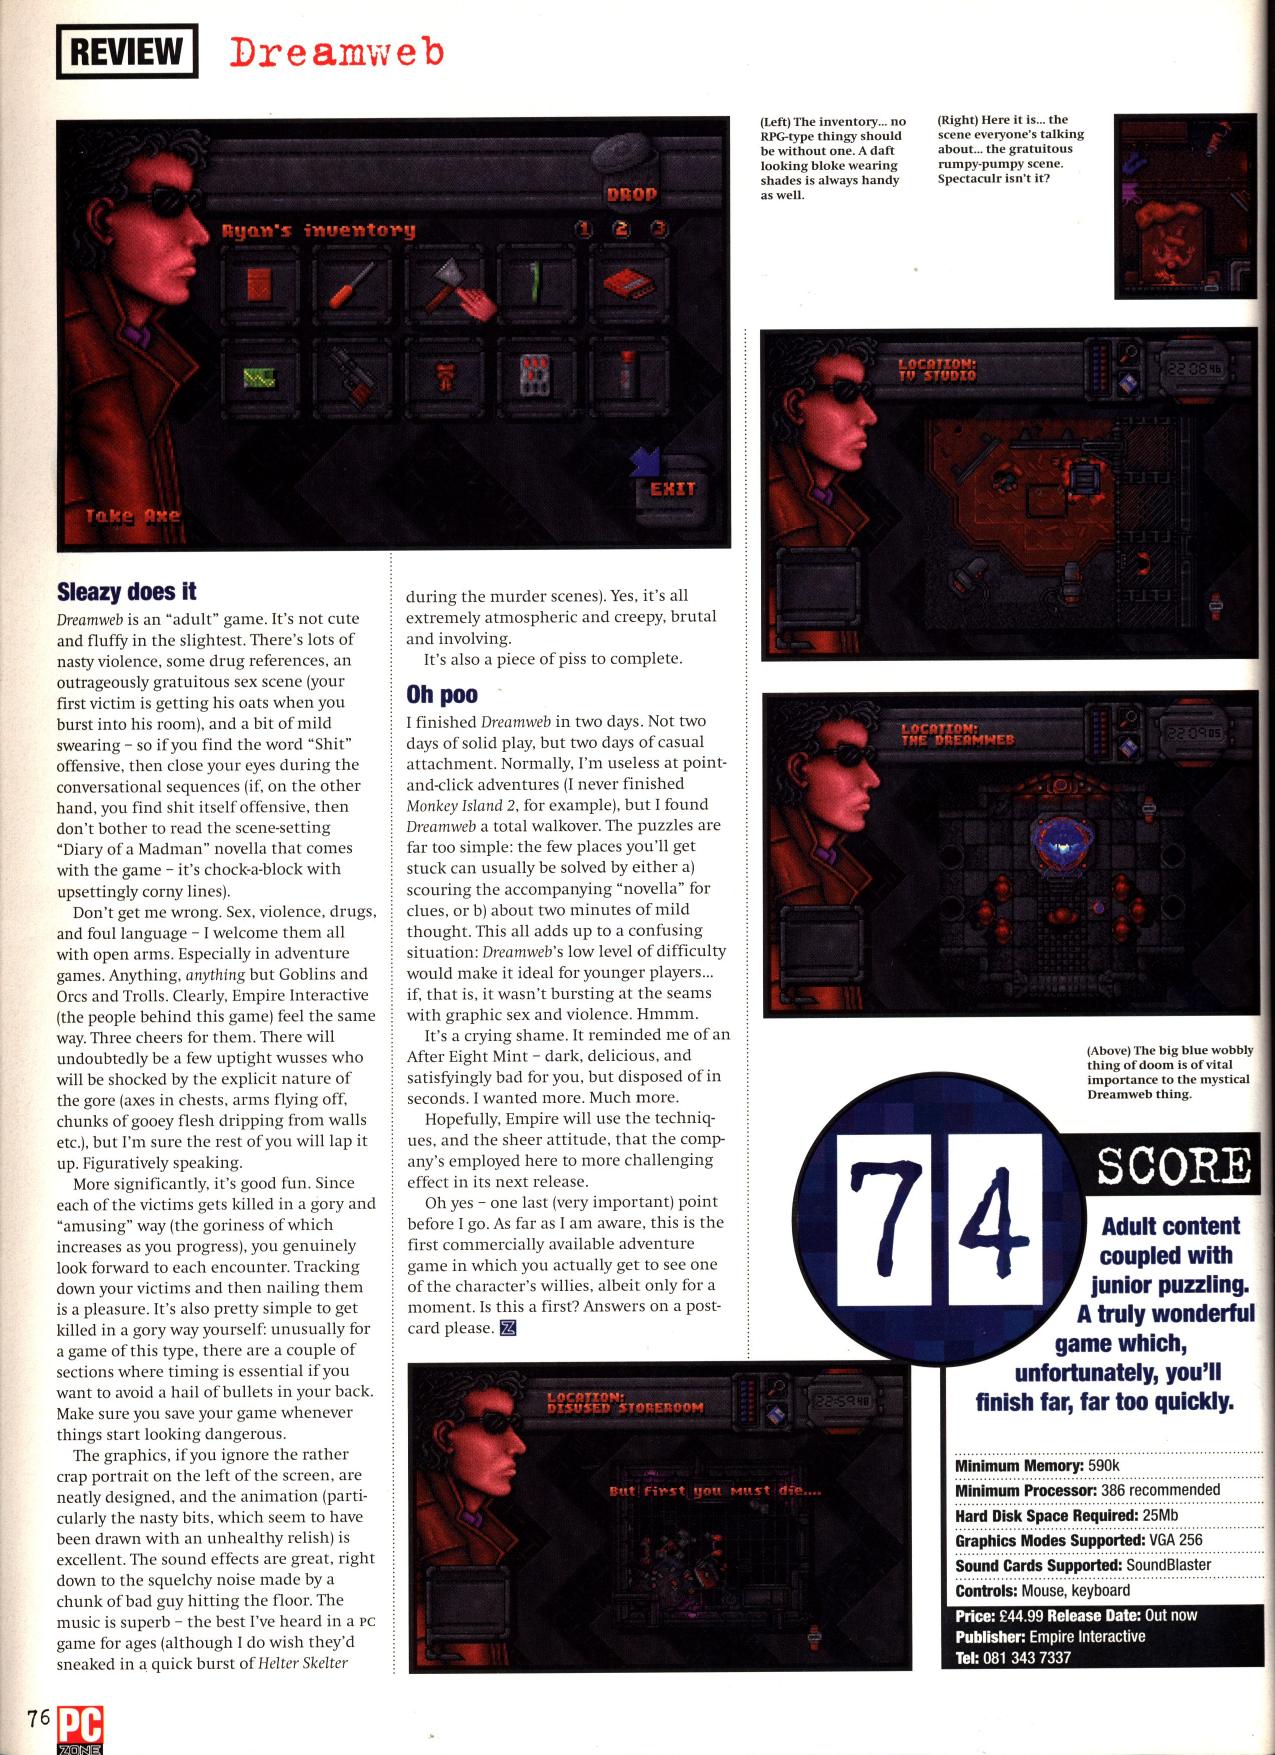 REVIEW
Dreamweb
DROP
Ryan's inventory
1 2 3
EXIT
Take Axe
(Left) The inventory... no
RPG-type thingy should
be without one. A daft
looking bloke wearing
shades is always handy
as well.
(Right) Here it is... the
scene everyone's talking
about... the gratuitous
rumpy-pumpy scene.
Spectaculr isn't it?
LOCATION:
TV STUDIO
22:08 46
LOCATION:
THE DREAMWEB
22:09 05
Sleazy does it
Dreamweb is an “adult” game. It's not cute
and fluffy in the slightest. There's lots of
nasty violence, some drug references, an
outrageously gratuitous sex scene (your
first victim is getting his oats when you
burst into his room), and a bit of mild
swearing – so if you find the word “Shit”
offensive, then close your eyes during the
conversational sequences (if, on the other
hand, you find shit itself offensive, then
don't bother to read the scene-setting
“Diary of a Madman” novella that comes
with the game – it's chock-a-block with
upsettingly corny lines).
Don't get me wrong. Sex, violence, drugs,
and foul language – I welcome them all
with open arms. Especially in adventure
games. Anything, anything but Goblins and
Orcs and Trolls. Clearly, Empire Interactive
(the people behind this game) feel the same
way. Three cheers for them. There will
undoubtedly be a few uptight wusses who
will be shocked by the explicit nature of
the gore (axes in chests, arms flying off,
chunks of gooey flesh dripping from walls
etc.), but I'm sure the rest of you will lap it
up. Figuratively speaking.
More significantly, it's good fun. Since
each of the victims gets killed in a gory and
“amusing” way (the goriness of which
increases as you progress), you genuinely
look forward to each encounter. Tracking
down your victims and then nailing them
is a pleasure. It's also pretty simple to get
killed in a gory way yourself: unusually for
a game of this type, there are a couple of
sections where timing is essential if you
want to avoid a hail of bullets in your back.
Make sure you save your game whenever
things start looking dangerous.
The graphics, if you ignore the rather
crap portrait on the left of the screen, are
neatly designed, and the animation (parti-
cularly the nasty bits, which seem to have
been drawn with an unhealthy relish) is
excellent. The sound effects are great, right
down to the squelchy noise made by a
chunk of bad guy hitting the floor. The
music is superb – the best I've heard in a PC
game for ages (although I do wish they'd
sneaked in a quick burst of Helter Skelter
during the murder scenes). Yes, it's all
extremely atmospheric and creepy, brutal
and involving.
It's also a piece of piss to complete.
Oh poo
I finished Dreamweb in two days. Not two
days of solid play, but two days of casual
attachment. Normally, I'm useless at point-
and-click adventures (I never finished
Monkey Island 2, for example), but I found
Dreamweb a total walkover. The puzzles are
far too simple: the few places you'll get
stuck can usually be solved by either a)
scouring the accompanying “novella” for
clues, or b) about two minutes of mild
thought. This all adds up to a confusing
situation: Dreamweb's low level of difficulty
would make it ideal for younger players...
if, that is, it wasn't bursting at the seams
with graphic sex and violence. Hmmm.
It's a crying shame. It reminded me of an
After Eight Mint – dark, delicious, and
satisfyingly bad for you, but disposed of in
seconds. I wanted more. Much more.
Hopefully, Empire will use the techniq-
ues, and the sheer attitude, that the comp-
any's employed here to more challenging
effect in its next release.
Oh yes – one last (very important) point
before I go. As far as I am aware, this is the
first commercially available adventure
game in which you actually get to see one
of the character's willies, albeit only for a
moment. Is this a first? Answers on a post-
card please. Z
LOCATION:
DISUSED STOREROOM
22:59 48
But first you must die....
(Above) The big blue wobbly
thing of doom is of vital
importance to the mystical
Dreamweb thing.
74
SCORE
Adult content
coupled with
junior puzzling.
A truly wonderful
game which,
unfortunately, you'll
finish far, far too quickly.
Minimum Memory: 590k
Minimum Processor: 386 recommended
Hard Disk Space Required: 25Mb
Graphics Modes Supported: VGA 256
Sound Cards Supported: SoundBlaster
Controls: Mouse, keyboard
Price: £44.99 Release Date: Out now
Publisher: Empire Interactive
Tel: 081 343 7337
76
PC
ZONE